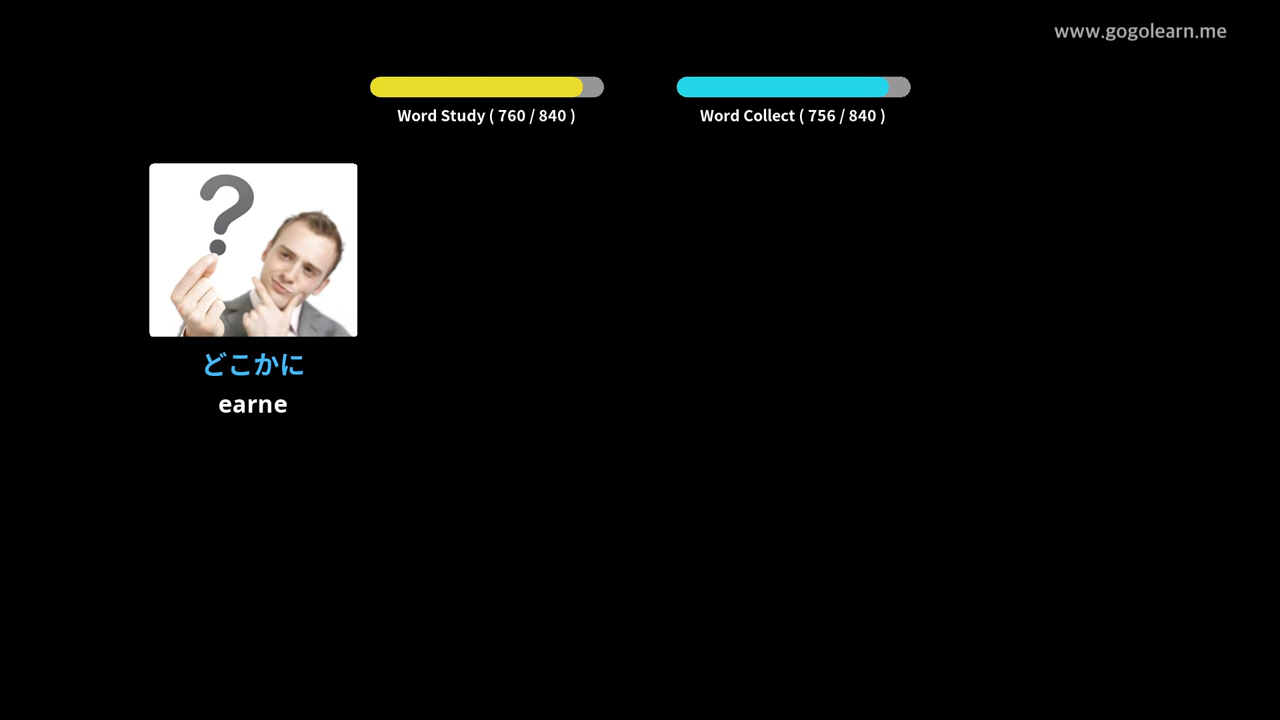 www.gogolearn.me
Word Study ( 760 / 840 )
Word Collect ( 756 / 840 )
?
どこかに
earne